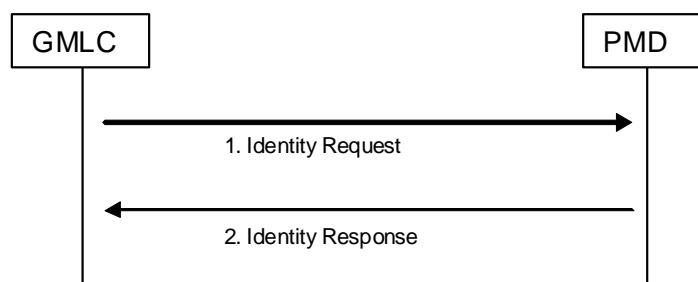 GMLC
PMD
1. Identity Request
2. Identity Response